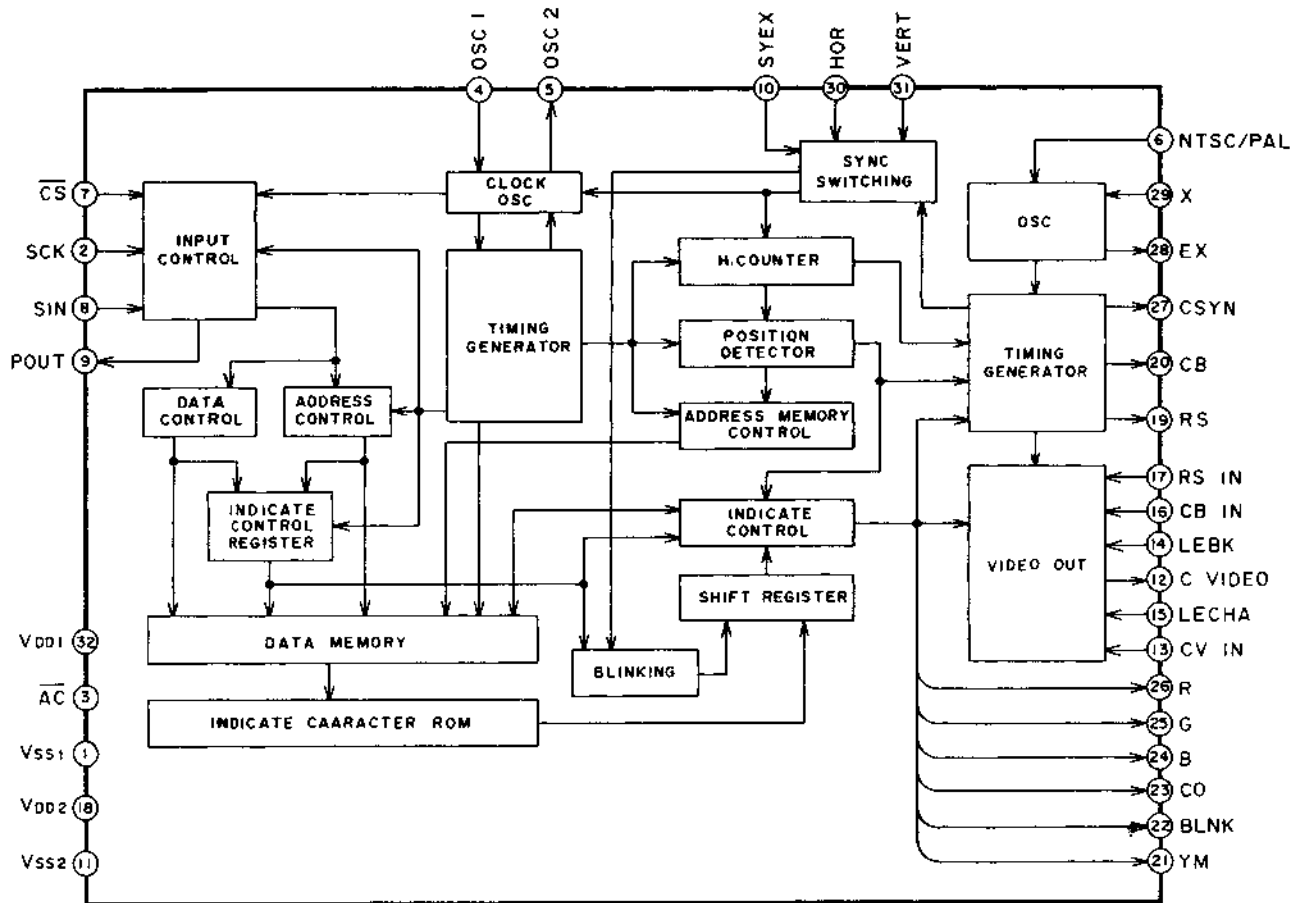 OSC 1
OSC 2
SYEX
HOR
VERT
4
5
10
30
31
6 NTSC/PAL
CS 7
SCK 2
SIN 8
POUT 9
INPUT
CONTROL
CLOCK
OSC
SYNC
SWITCHING
OSC
29 X
28 EX
27 CSYN
20 CB
19 RS
TIMING
GENERATOR
H.COUNTER
POSITION
DETECTOR
ADDRESS MEMORY
CONTROL
TIMING
GENERATOR
DATA
CONTROL
ADDRESS
CONTROL
INDICATE
CONTROL
REGISTER
INDICATE
CONTROL
SHIFT REGISTER
VIDEO OUT
17 RS IN
16 CB IN
14 LEBK
12 C VIDEO
15 LECHA
13 CV IN
DATA MEMORY
BLINKING
INDICATE CAARACTER ROM
VDD1 32
AC 3
VSS1 1
VDD2 18
VSS2 11
26 R
25 G
24 B
23 CO
22 BLNK
21 YM